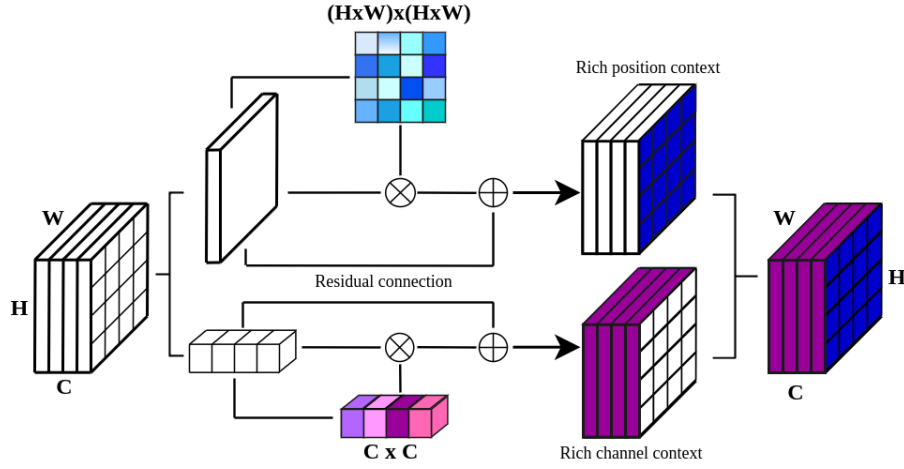 (HxW)x(HxW)
Rich position context
W
H
C
Residual connection
C x C
Rich channel context
W
H
C